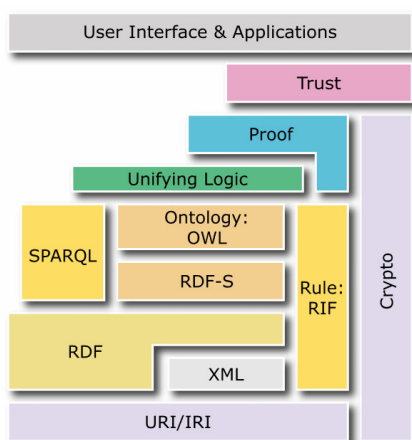 User Interface & Applications
Trust
Proof
Unifying Logic
Ontology:
OWL
SPARQL
RDF-S
Rule:
RIF
Crypto
RDF
XML
URI/IRI